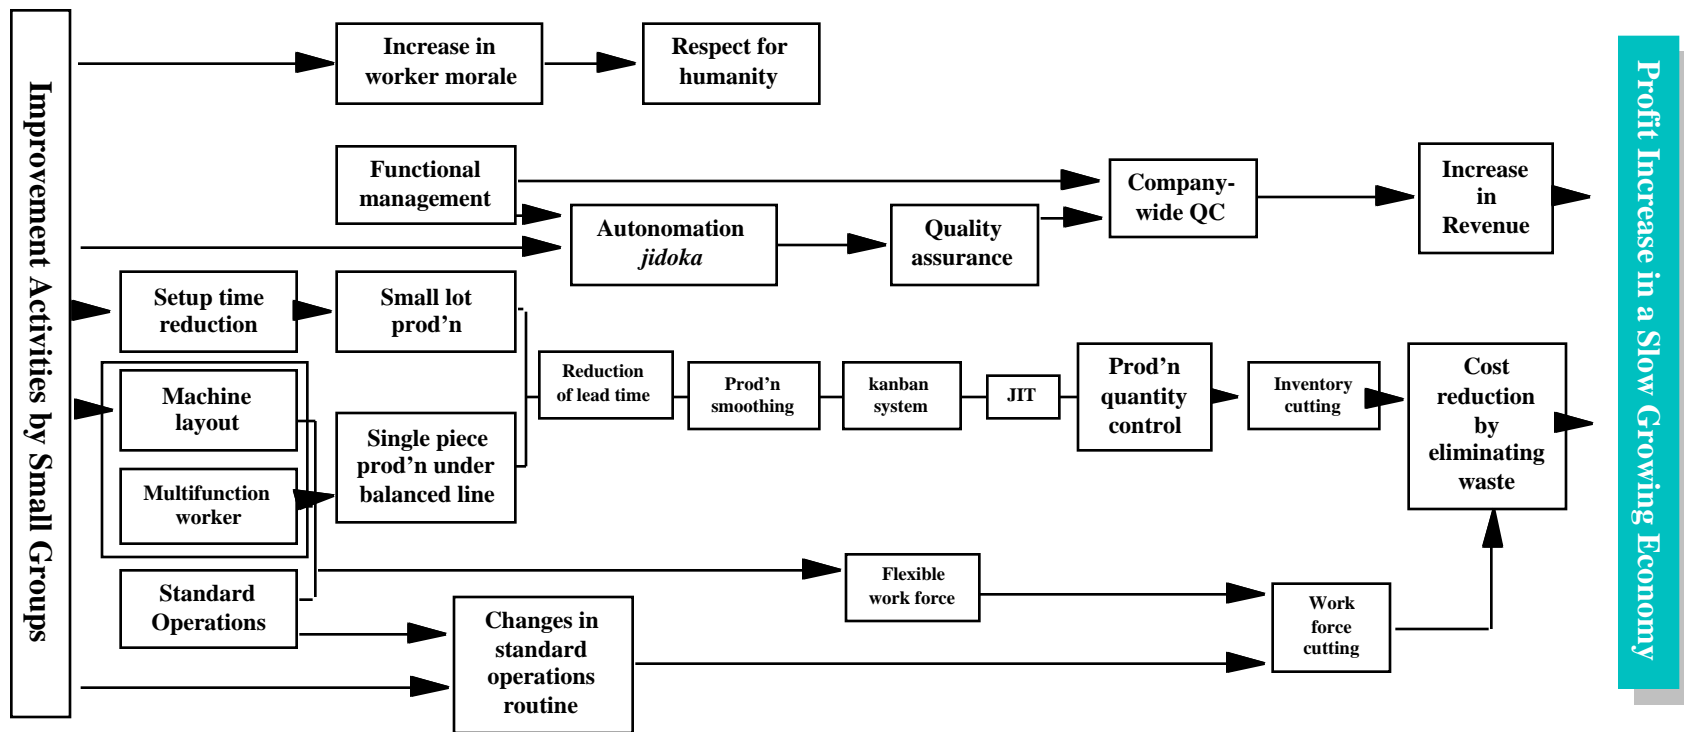 Improvement Activities by Small Groups
Increase in
worker morale
Respect for
humanity
Functional
management
Autonomation
jidoka
Quality
assurance
Company-
wide QC
Increase
in
Revenue
Setup time
reduction
Small lot
prod’n
Machine
layout
Multifunction
worker
Single piece
prod’n under
balanced line
Reduction
of lead time
Prod’n
smoothing
kanban
system
JIT
Prod’n
quantity
control
Inventory
cutting
Cost
reduction
by
eliminating
waste
Standard
Operations
Changes in
standard
operations
routine
Flexible
work force
Work
force
cutting
Profit Increase in a Slow Growing Economy